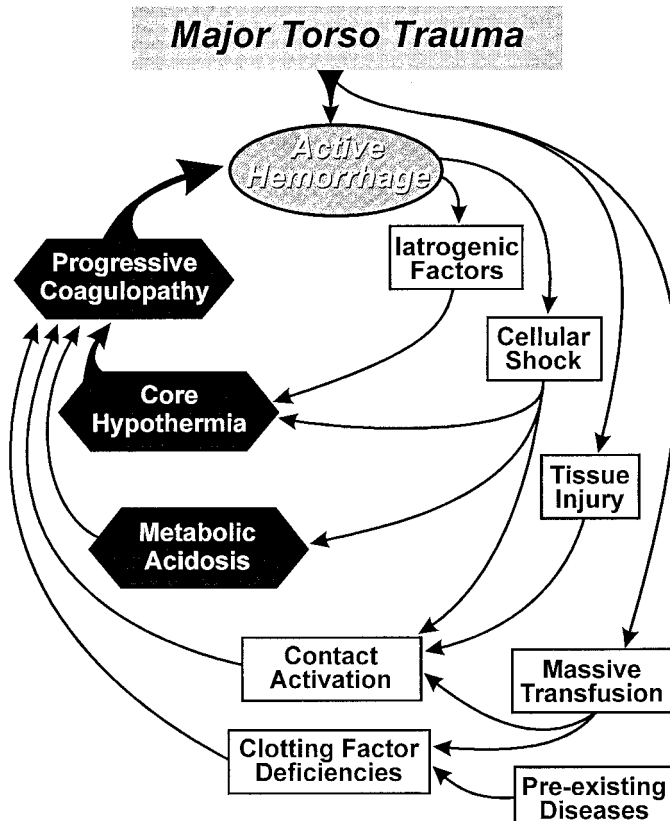 Major Torso Trauma
Active
Hemorrhage
Iatrogenic
Factors
Progressive
Coagulopathy
Cellular
Shock
Core
Hypothermia
Tissue
Injury
Metabolic
Acidosis
Contact
Activation
Massive
Transfusion
Clotting Factor
Deficiencies
Pre-existing
Diseases